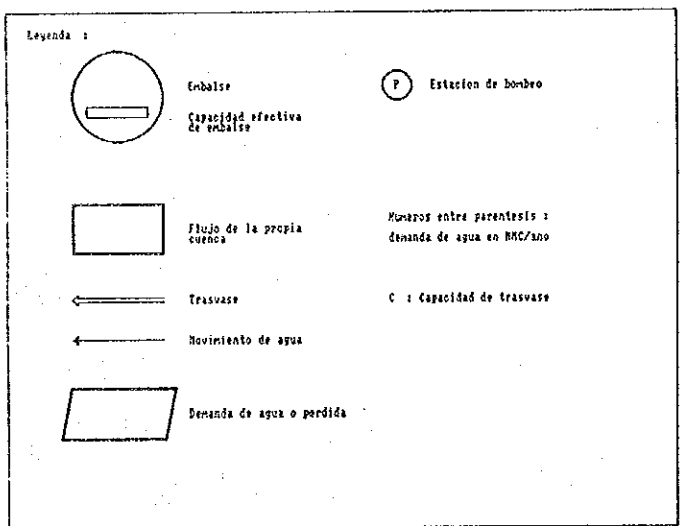 Leyenda :
Embalse
Capacidad efectiva
de embalse
P
Estacion de bombeo
Flujo de la propia
cuenca
Numeros entre parentesis :
demanda de agua en MMC/ano
Trasvase
C : Capacidad de trasvase
Movimiento de agua
Demanda de agua o perdida